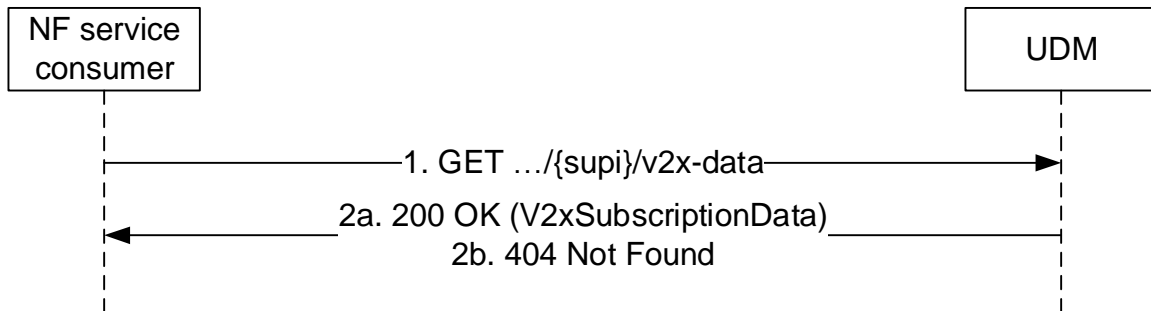 NF service
consumer
UDM
1. GET …/{supi}/v2x-data
2a. 200 OK (V2xSubscriptionData)
2b. 404 Not Found